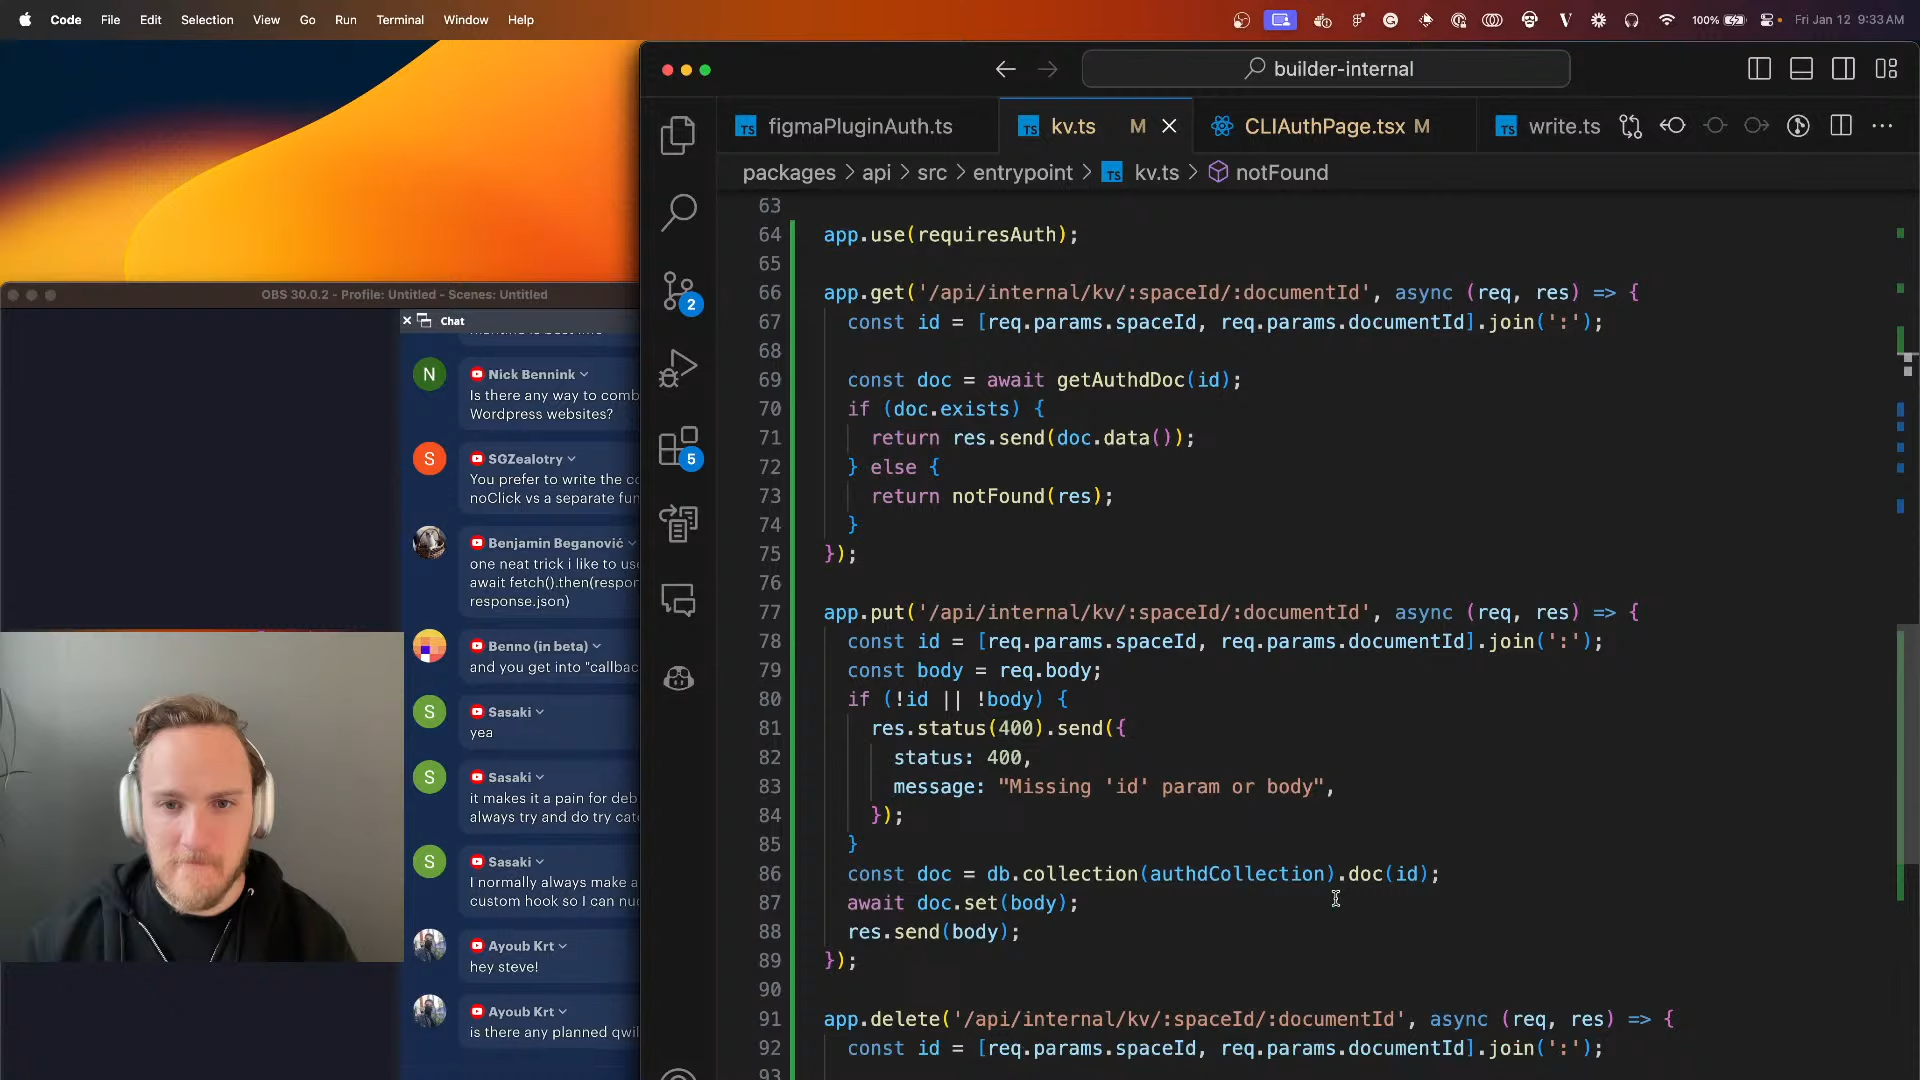 Code File Edit Selection View Go Run Terminal Window Help
100% Fri Jan 12 9:33 AM
builder-internal
figmaPluginAuth.ts kv.ts M CLIAuthPage.tsx M write.ts
packages > api > src > entrypoint > kv.ts > notFound
OBS 30.0.2 - Profile: Untitled - Scenes: Untitled
Chat
Nick Bennink
Is there any way to comb
Wordpress websites?
SGZealotry
You prefer to write the
noClick vs a separate fun
Benjamin Beganović
one neat trick i like to use
await fetch().then(respor
response.json)
Benno (in beta)
and you get into "callbac
Sasaki
yea
Sasaki
it makes it a pain for deb
always try and do try cat
Sasaki
I normally always make a
custom hook so I can
Ayoub Krt
hey steve!
Ayoub Krt
is there any planned qwi
2
5
63
64 app.use(requiresAuth);
65
66 app.get('/api/internal/kv/:spaceId/:documentId', async (req, res) => {
67 const id = [req.params.spaceId, req.params.documentId].join(':');
68
69 const doc = await getAuthdDoc(id);
70 if (doc.exists) {
71 return res.send(doc.data());
72 } else {
73 return notFound(res);
74 }
75 });
76
77 app.put('/api/internal/kv/:spaceId/:documentId', async (req, res) => {
78 const id = [req.params.spaceId, req.params.documentId].join(':');
79 const body = req.body;
80 if (!id || !body) {
81 res.status(400).send({
82 status: 400,
83 message: "Missing 'id' param or body",
84 });
85 }
86 const doc = db.collection(authdCollection).doc(id);
87 await doc.set(body);
88 res.send(body);
89 });
90
91 app.delete('/api/internal/kv/:spaceId/:documentId', async (req, res) => {
92 const id = [req.params.spaceId, req.params.documentId].join(':');
93